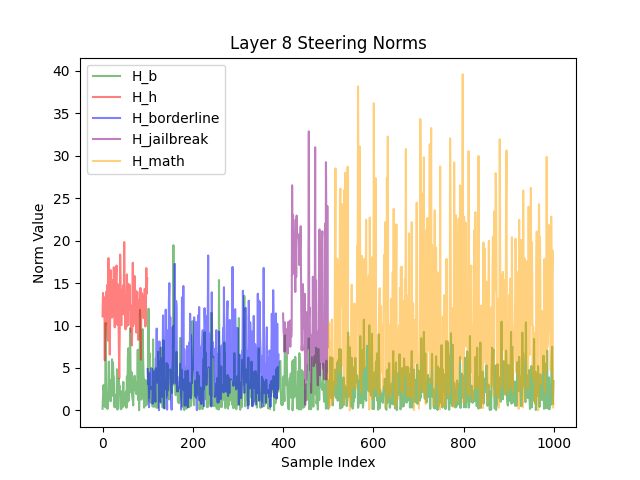 Layer 8 Steering Norms
H_b
H_h
H_borderline
H_jailbreak
H_math
Norm Value
40
35
30
25
20
15
10
5
0
0 200 400 600 800 1000
Sample Index